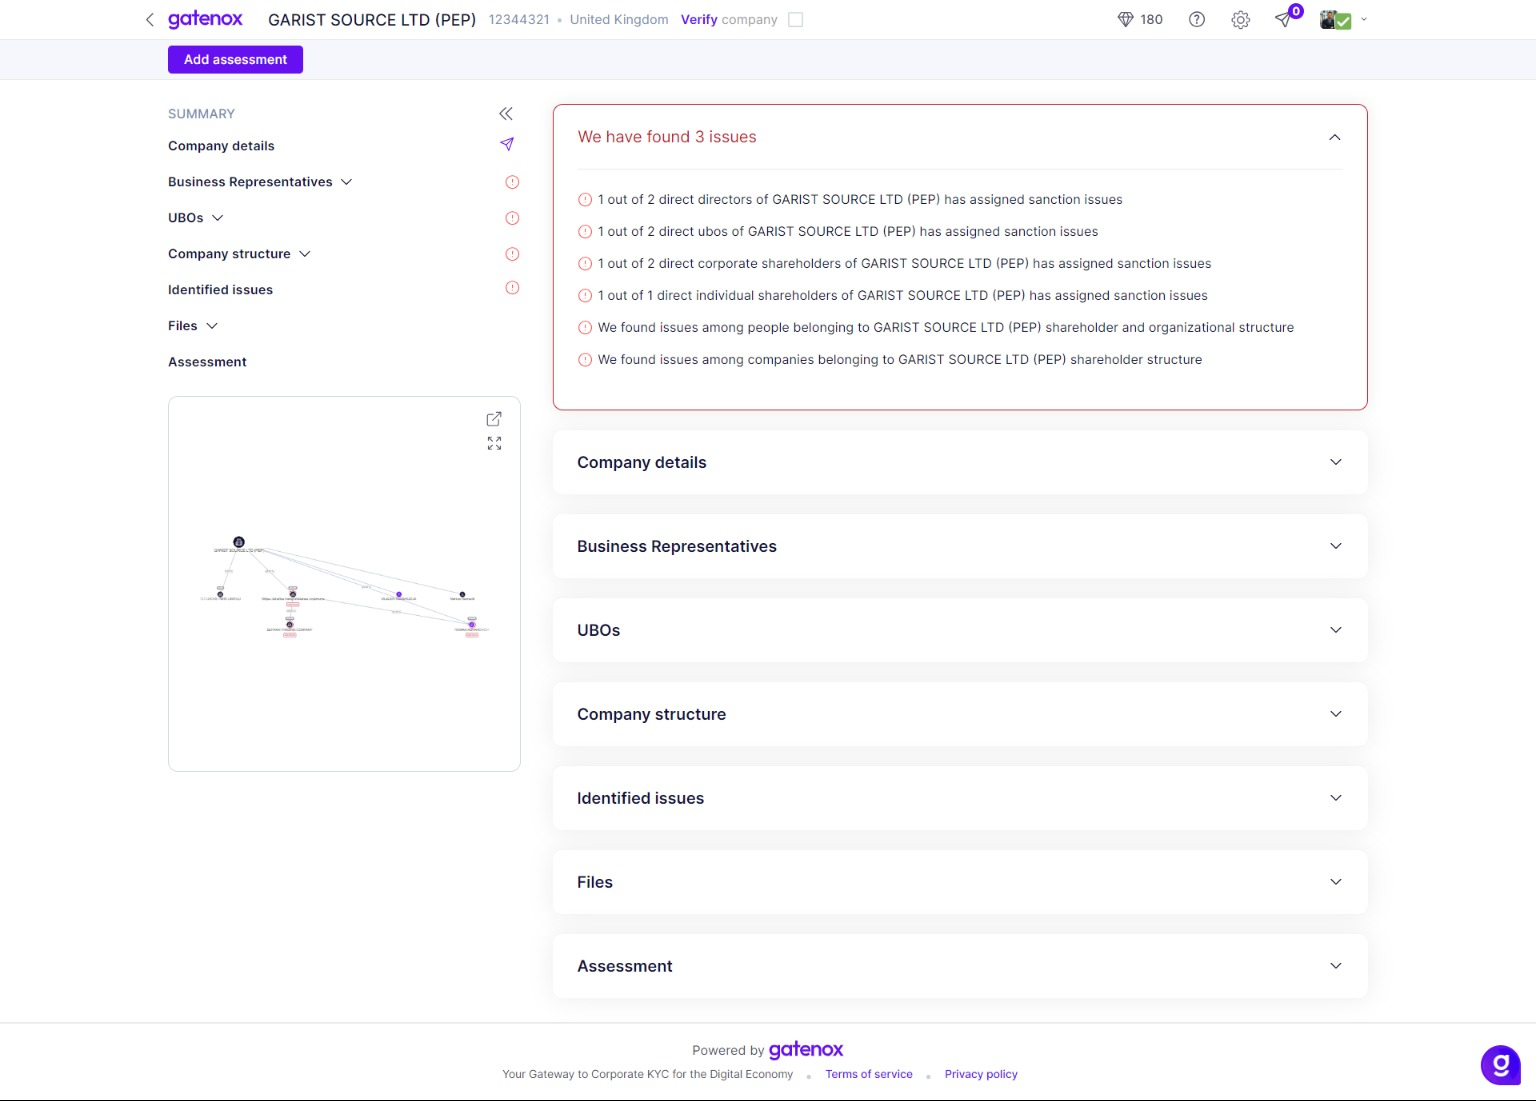 gatenox GARIST SOURCE LTD (PEP) 12344321 • United Kingdom Verify company 180 0
Add assessment
SUMMARY
Company details
Business Representatives
UBOs
Company structure
Identified issues
Files
Assessment
GARIST SOURCE LTD (PEP)
We have found 3 issues
1 out of 2 direct directors of GARIST SOURCE LTD (PEP) has assigned sanction issues
1 out of 2 direct ubos of GARIST SOURCE LTD (PEP) has assigned sanction issues
1 out of 2 direct corporate shareholders of GARIST SOURCE LTD (PEP) has assigned sanction issues
1 out of 1 direct individual shareholders of GARIST SOURCE LTD (PEP) has assigned sanction issues
We found issues among people belonging to GARIST SOURCE LTD (PEP) shareholder and organizational structure
We found issues among companies belonging to GARIST SOURCE LTD (PEP) shareholder structure
Company details
Business Representatives
UBOs
Company structure
Identified issues
Files
Assessment
Powered by gatenox
Your Gateway to Corporate KYC for the Digital Economy • Terms of service • Privacy policy
g